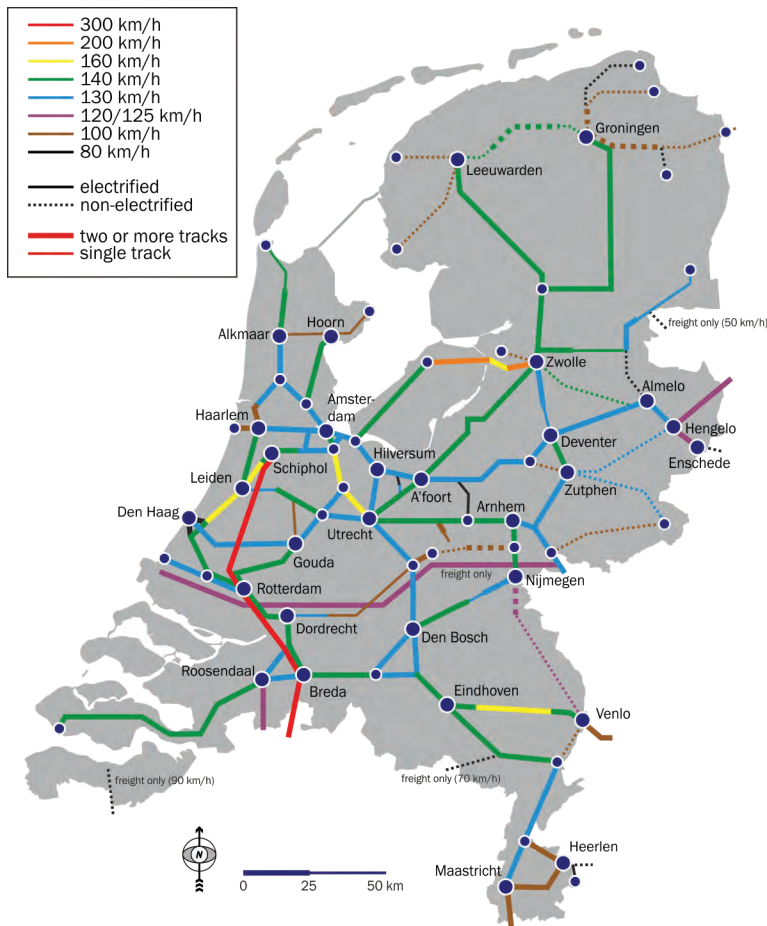 300 km/h
200 km/h
160 km/h
140 km/h
130 km/h
120/125 km/h
100 km/h
80 km/h
electrified
non-electrified
two or more tracks
single track
Groningen
Leeuwarden
freight only (50 km/h)
Alkmaar
Hoorn
Zwolle
Almelo
Haarlem
Amster-
dam
Hengelo
Deventer
Enschede
Hilversum
Schiphol
Zutphen
Leiden
A'foort
Arnhem
Den Haag
Utrecht
Gouda
freight only
Nijmegen
Rotterdam
Dordrecht
Den Bosch
Roosendaal
Breda
Eindhoven
Venlo
freight only (90 km/h)
freight only (70 km/h)
N
Heerlen
Maastricht
0 25 50 km